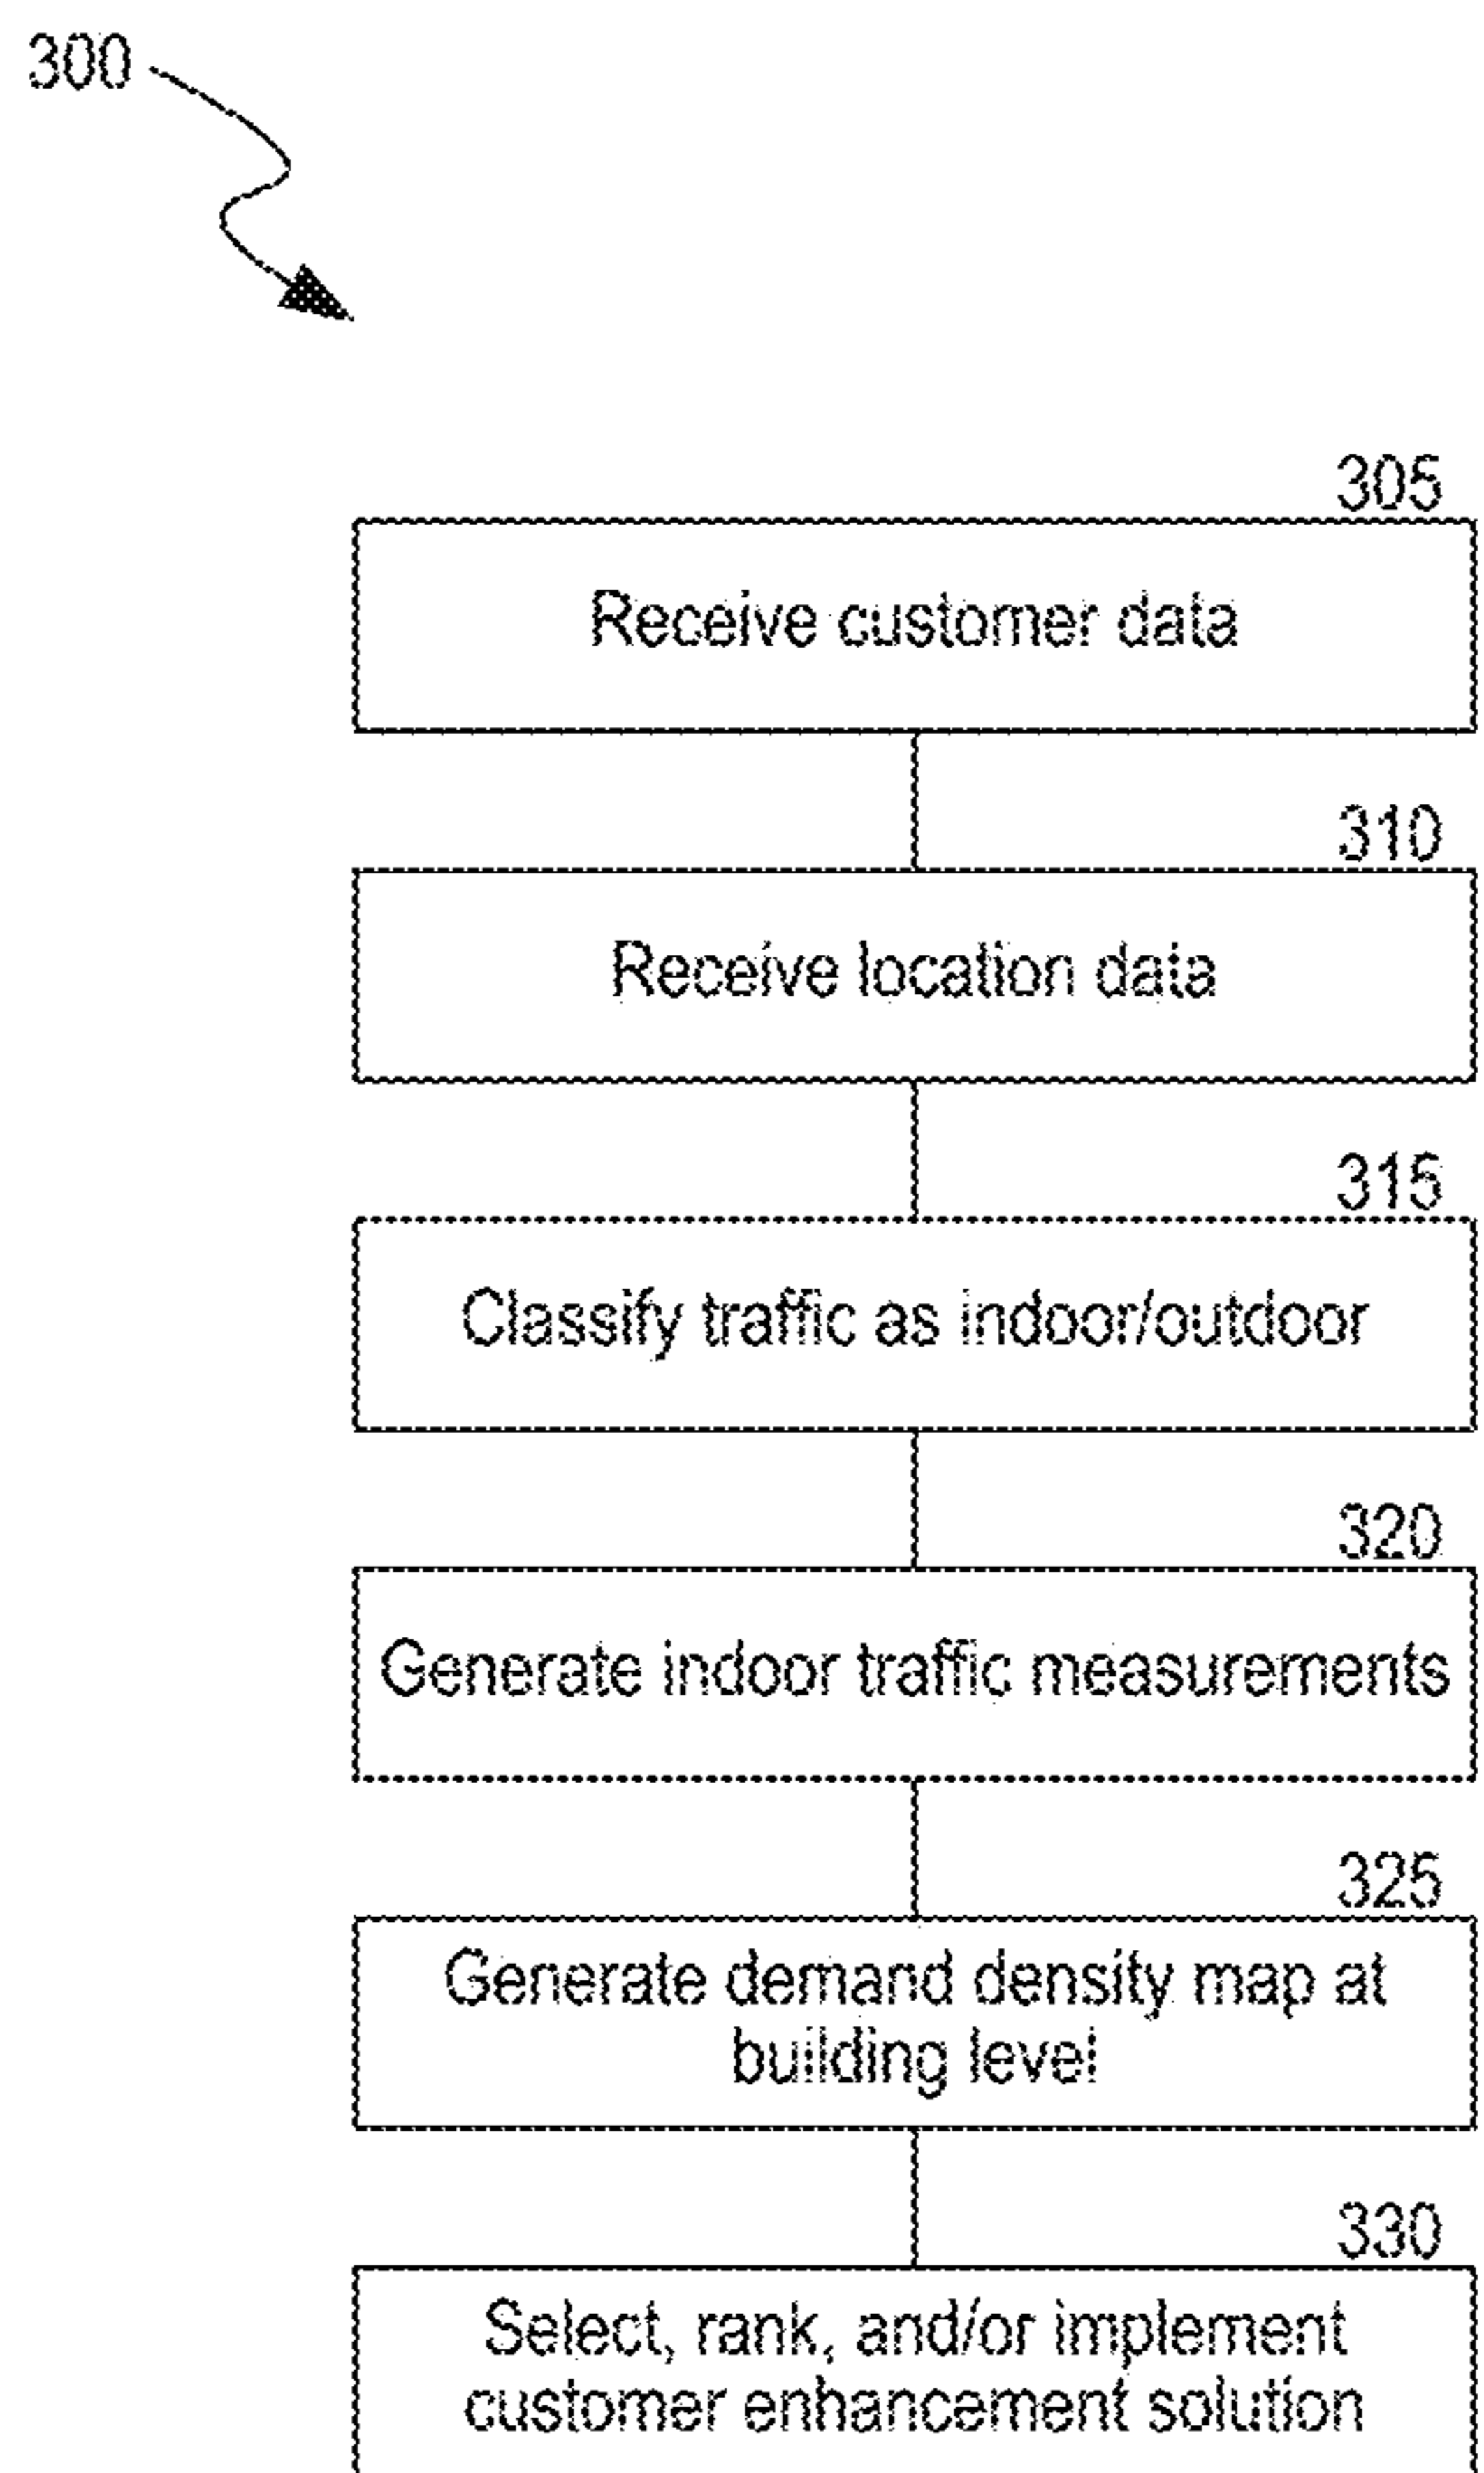 300
305
Receive customer data
310
Receive location data
315
Classify traffic as indoor/outdoor
320
Generate indoor traffic measurements
325
Generate demand density map at
building level
330
Select, rank, and/or implement
customer enhancement solution